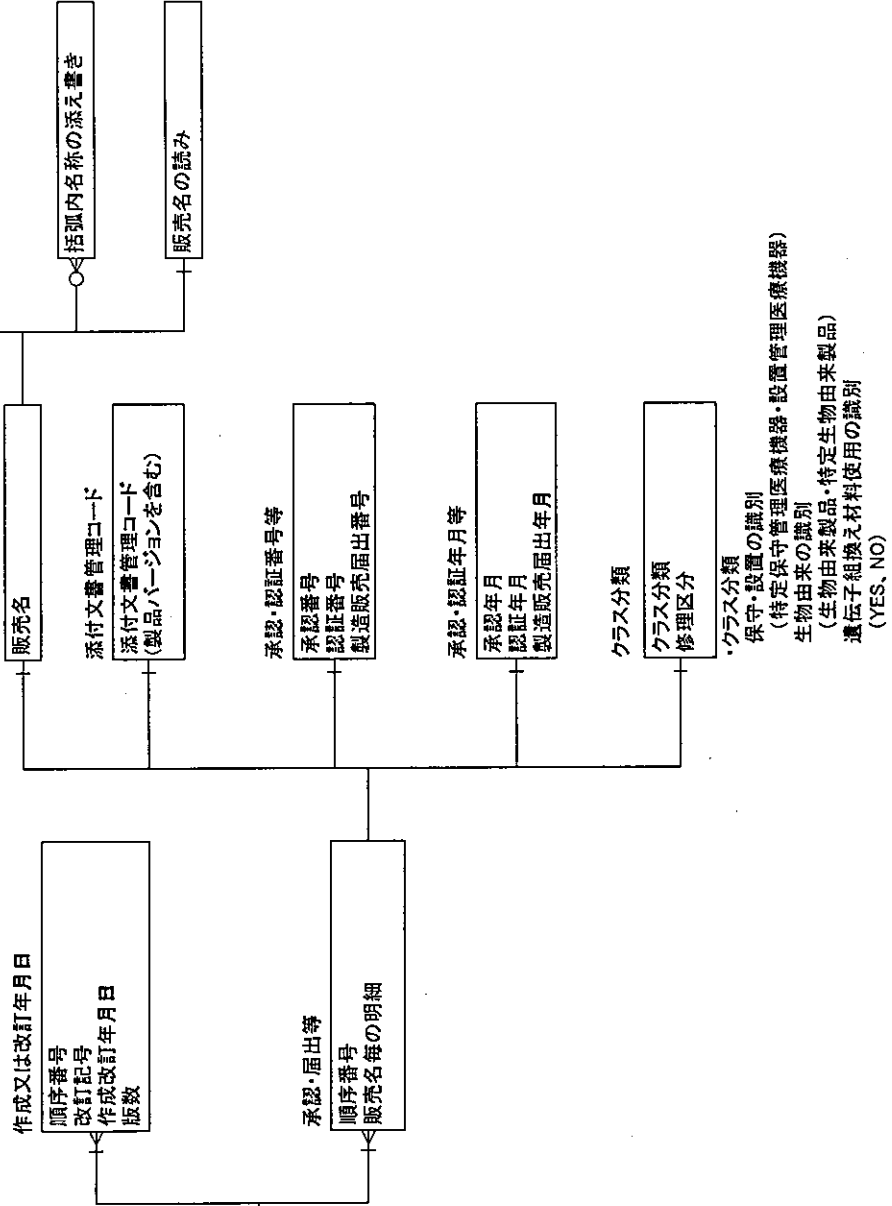 作成又は改訂年月日
順序番号
改訂記号
作成改訂年月日
版数
承認・届出等
順序番号
販売名毎の明細
販売名
添付文書管理コード
添付文書管理コード
(製品バージョンを含む)
承認・認証番号等
承認番号
認証番号
製造販売届出番号
承認・認証年月等
承認年月
認証年月
製造販売届出年月
クラス分類
クラス分類
修理区分
・クラス分類
保守・設置の識別
(特定保守管理医療機器・設置管理医療機器)
生物由来の識別
(生物由来製品・特定生物由来製品)
遺伝子組換え材料使用の識別
(YES、NO)
括弧内名称の添え書き
販売名の読み